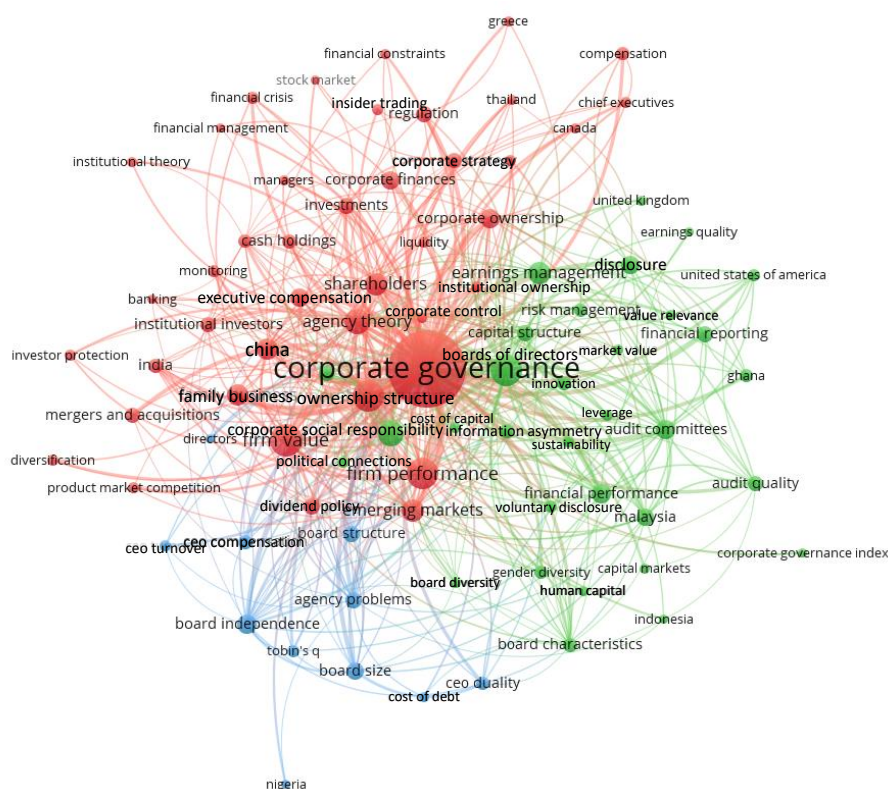 greece
financial constraints
compensation
stock market
financial crisis
insider trading
thailand
chief executives
regulation
financial management
canada
institutional theory
corporate strategy
managers
corporate finances
united kingdom
investments
corporate ownership
earnings quality
cash holdings
liquidity
monitoring
earnings management
disclosure
united states of america
shareholders
institutional ownership
banking
executive compensation
corporate control
risk management
value relevance
institutional investors
agency theory
capital structure
financial reporting
investor protection
china
boards of directors
market value
india
corporate governance
innovation
ghana
family business
ownership structure
mergers and acquisitions
cost of capital
leverage
directors
corporate social responsibility
information asymmetry
audit committees
firm value
sustainability
diversification
political connections
firm performance
product market competition
financial performance
audit quality
dividend policy
emerging markets
voluntary disclosure
malaysia
board structure
ceo turnover
ceo compensation
corporate governance index
board diversity
gender diversity
capital markets
human capital
agency problems
board independence
indonesia
tobin's q
board characteristics
board size
ceo duality
cost of debt
nigeria